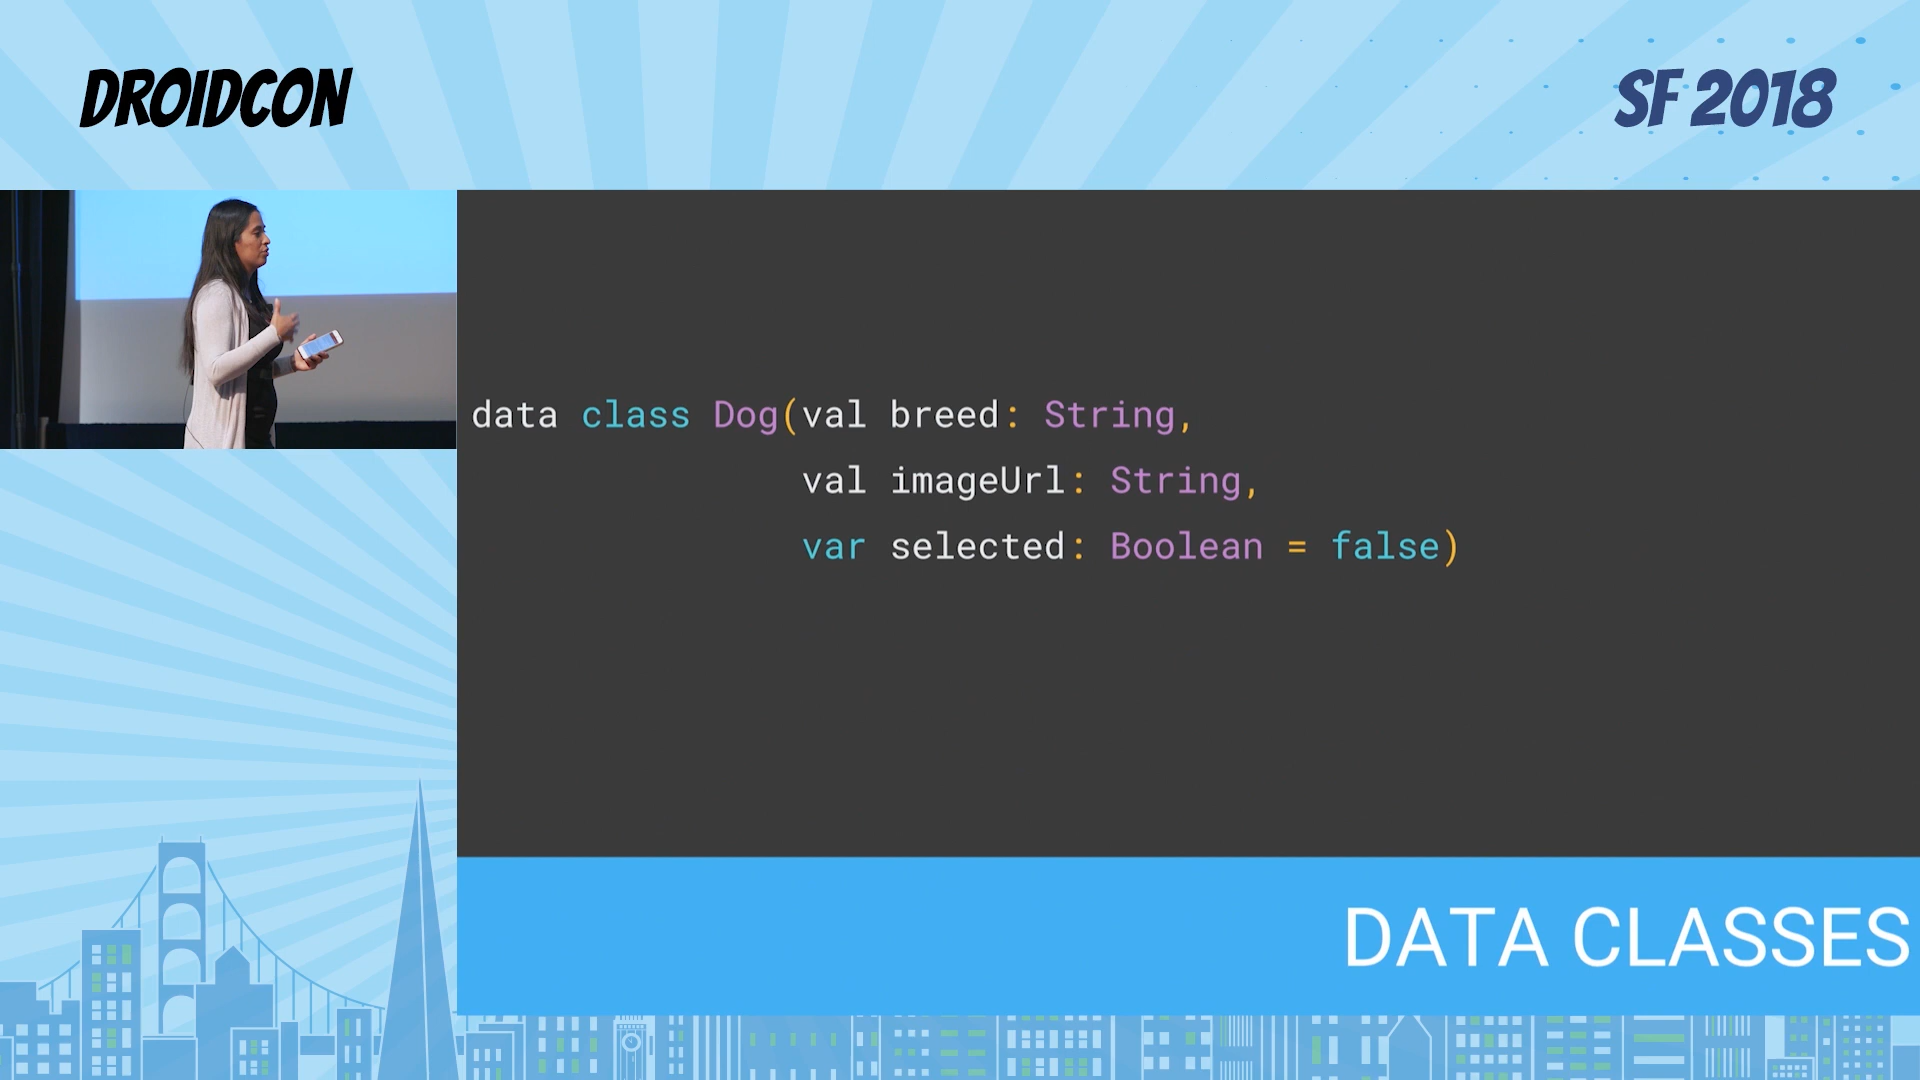 DROIDCON
SF 2018
data class Dog(val breed: String,
val imageUrl: String,
var selected: Boolean = false)
DATA CLASSES